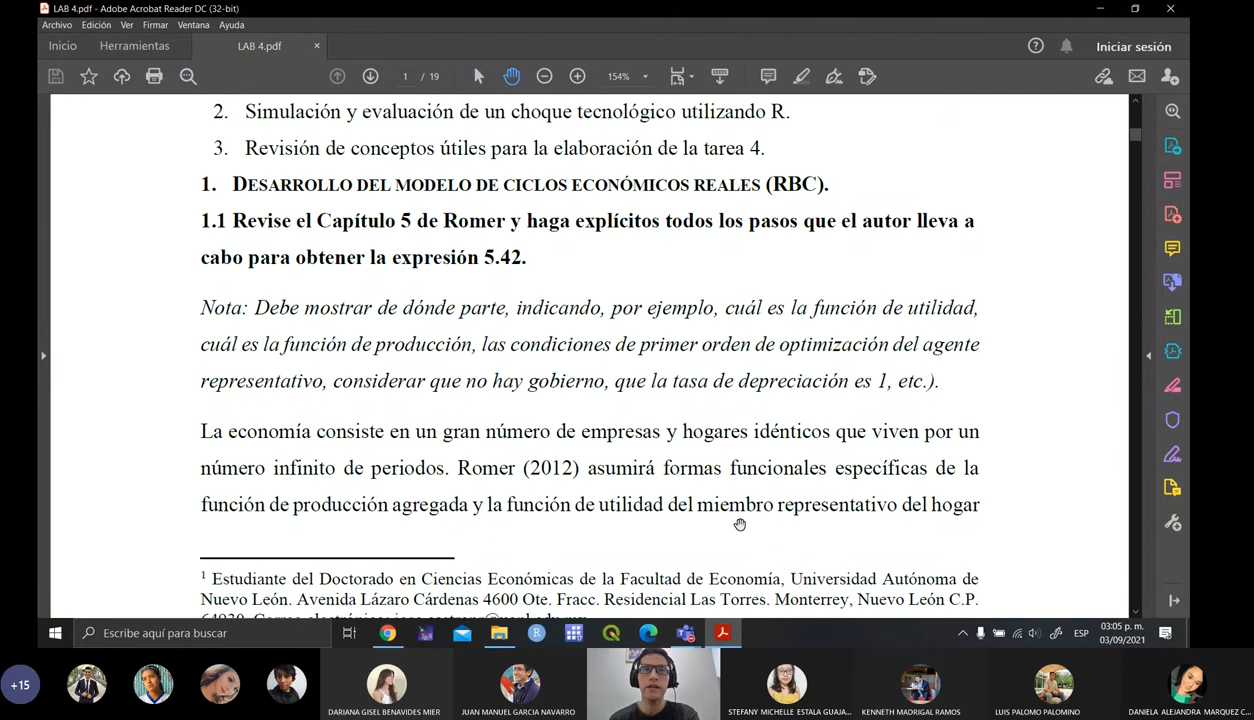 LAB 4.pdf - Adobe Acrobat Reader DC (32-bit)
Archivo Edición Ver Firmar Ventana Ayuda
Inicio Herramientas LAB 4.pdf × Iniciar sesión
1 / 19 154%
2. Simulación y evaluación de un choque tecnológico utilizando R.
3. Revisión de conceptos útiles para la elaboración de la tarea 4.
1. DESARROLLO DEL MODELO DE CICLOS ECONÓMICOS REALES (RBC).
1.1 Revise el Capítulo 5 de Romer y haga explícitos todos los pasos que el autor lleva a
cabo para obtener la expresión 5.42.
Nota: Debe mostrar de dónde parte, indicando, por ejemplo, cuál es la función de utilidad,
cuál es la función de producción, las condiciones de primer orden de optimización del agente
representativo, considerar que no hay gobierno, que la tasa de depreciación es 1, etc.).
La economía consiste en un gran número de empresas y hogares idénticos que viven por un
número infinito de periodos. Romer (2012) asumirá formas funcionales específicas de la
función de producción agregada y la función de utilidad del miembro representativo del hogar
1 Estudiante del Doctorado en Ciencias Económicas de la Facultad de Economía, Universidad Autónoma de
Nuevo León. Avenida Lázaro Cárdenas 4600 Ote. Fracc. Residencial Las Torres. Monterrey, Nuevo León C.P.
Escribe aquí para buscar
ESP
03:05 p. m.
03/09/2021
+15
DARIANA GISEL BENAVIDES MIER
JUAN MANUEL GARCIA NAVARRO
STEFANY MICHELLE ESTALA GUAJA...
KENNETH MADRIGAL RAMOS
LUIS PALOMO PALOMINO
DANIELA ALEJANDRA MARQUEZ C...